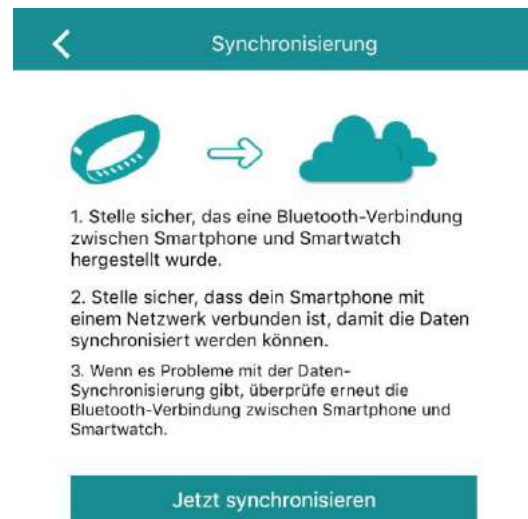 Synchronisierung
1. Stelle sicher, das eine Bluetooth-Verbindung
zwischen Smartphone und Smartwatch
hergestellt wurde.
2. Stelle sicher, dass dein Smartphone mit
einem Netzwerk verbunden ist, damit die Daten
synchronisiert werden können.
3. Wenn es Probleme mit der Daten-
Synchronisierung gibt, überprüfe erneut die
Bluetooth-Verbindung zwischen Smartphone und
Smartwatch.
Jetzt synchronisieren